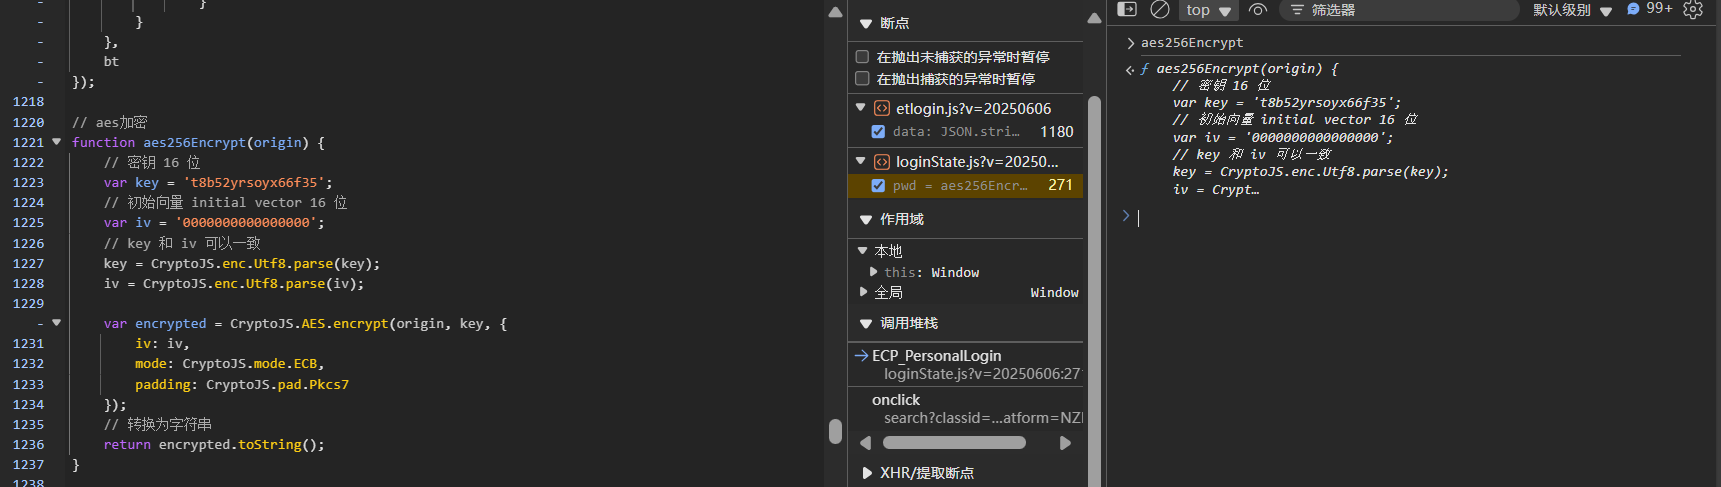 -
}
-
}
-
},
-
bt
-
});
1218
1220
// aes加密
1221
function aes256Encrypt(origin) {
1222
// 密钥 16 位
1223
var key = 't8b52yrsoyx66f35';
1224
// 初始向量 initial vector 16 位
1225
var iv = '0000000000000000';
1226
// key 和 iv 可以一致
1227
key = CryptoJS.enc.Utf8.parse(key);
1228
iv = CryptoJS.enc.Utf8.parse(iv);
1229
-
var encrypted = CryptoJS.AES.encrypt(origin, key, {
1231
iv: iv,
1232
mode: CryptoJS.mode.ECB,
1233
padding: CryptoJS.pad.Pkcs7
1234
});
1235
// 转换为字符串
1236
return encrypted.toString();
1237
}
1238
断点
在抛出未捕获的异常时暂停
在抛出捕获的异常时暂停
etlogin.js?v=20250606
data: JSON.stri… 1180
loginState.js?v=20250…
pwd = aes256Encr… 271
作用域
本地
this: Window
全局 Window
调用堆栈
ECP_PersonalLogin
loginState.js?v=20250606:27
onclick
search?classid=…atform=NZ
XHR/提取断点
top
筛选器
默认级别
99+
aes256Encrypt
ƒ aes256Encrypt(origin) {
// 密钥 16 位
var key = 't8b52yrsoyx66f35';
// 初始向量 initial vector 16 位
var iv = '0000000000000000';
// key 和 iv 可以一致
key = CryptoJS.enc.Utf8.parse(key);
iv = Crypt…